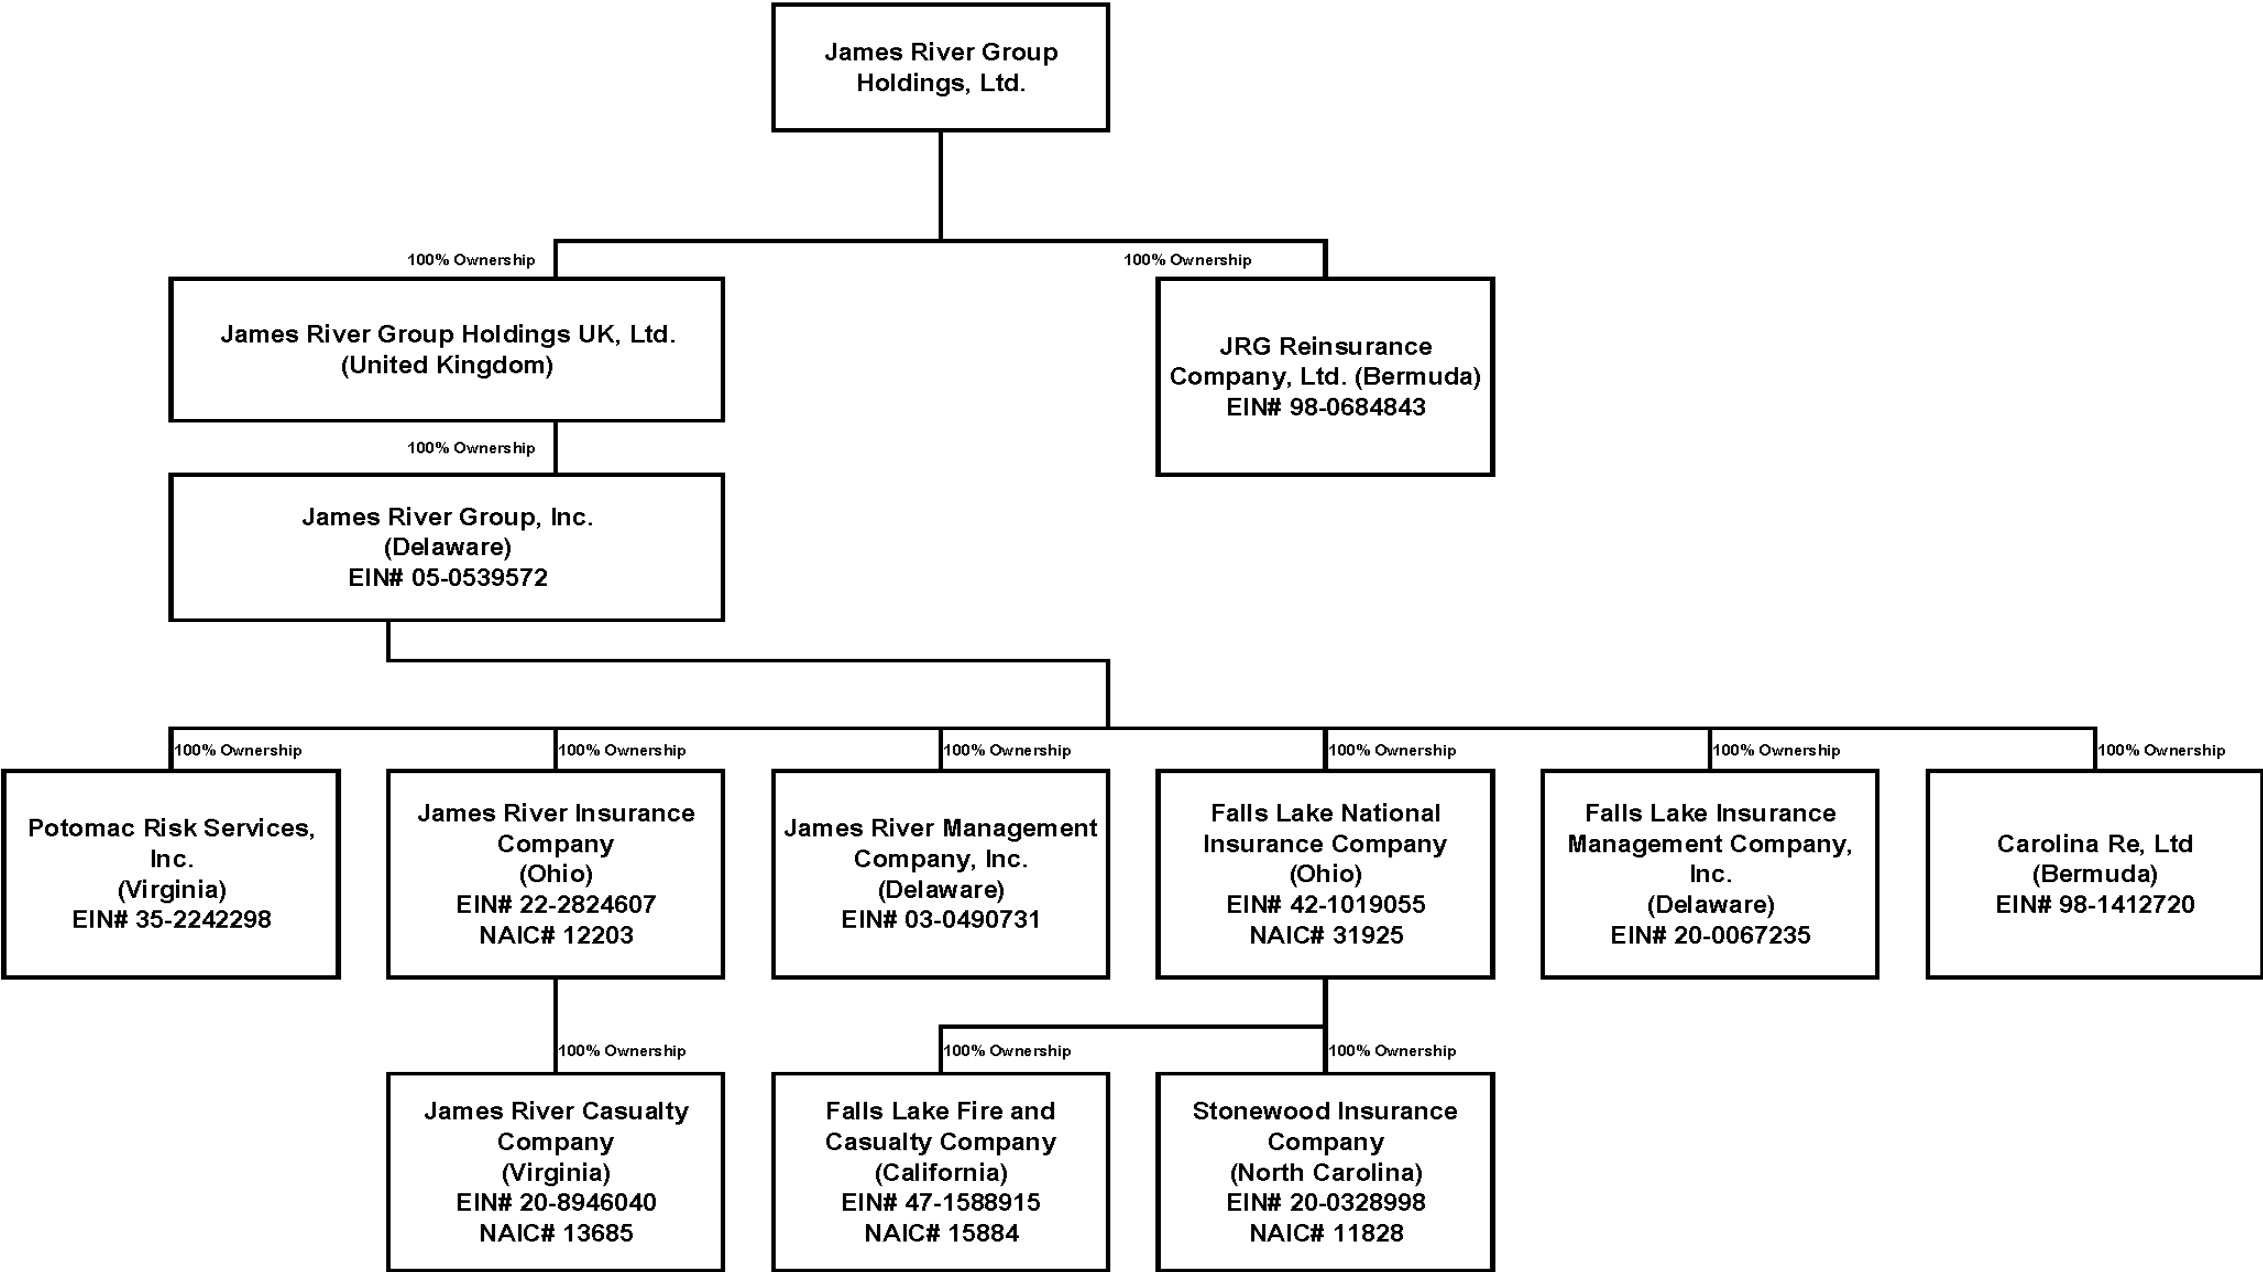 James River Group
Holdings, Ltd.
100% Ownership
100% Ownership
James River Group Holdings UK, Ltd.
(United Kingdom)
JRG Reinsurance
Company, Ltd. (Bermuda)
EIN# 98-0684843
100% Ownership
James River Group, Inc.
(Delaware)
EIN# 05-0539572
100% Ownership
100% Ownership
100% Ownership
100% Ownership
100% Ownership
100% Ownership
Potomac Risk Services,
Inc.
(Virginia)
EIN# 35-2242298
James River Insurance
Company
(Ohio)
EIN# 22-2824607
NAIC# 12203
James River Management
Company, Inc.
(Delaware)
EIN# 03-0490731
Falls Lake National
Insurance Company
(Ohio)
EIN# 42-1019055
NAIC# 31925
Falls Lake Insurance
Management Company,
Inc.
(Delaware)
EIN# 20-0067235
Carolina Re, Ltd
(Bermuda)
EIN# 98-1412720
100% Ownership
100% Ownership
100% Ownership
James River Casualty
Company
(Virginia)
EIN# 20-8946040
NAIC# 13685
Falls Lake Fire and
Casualty Company
(California)
EIN# 47-1588915
NAIC# 15884
Stonewood Insurance
Company
(North Carolina)
EIN# 20-0328998
NAIC# 11828